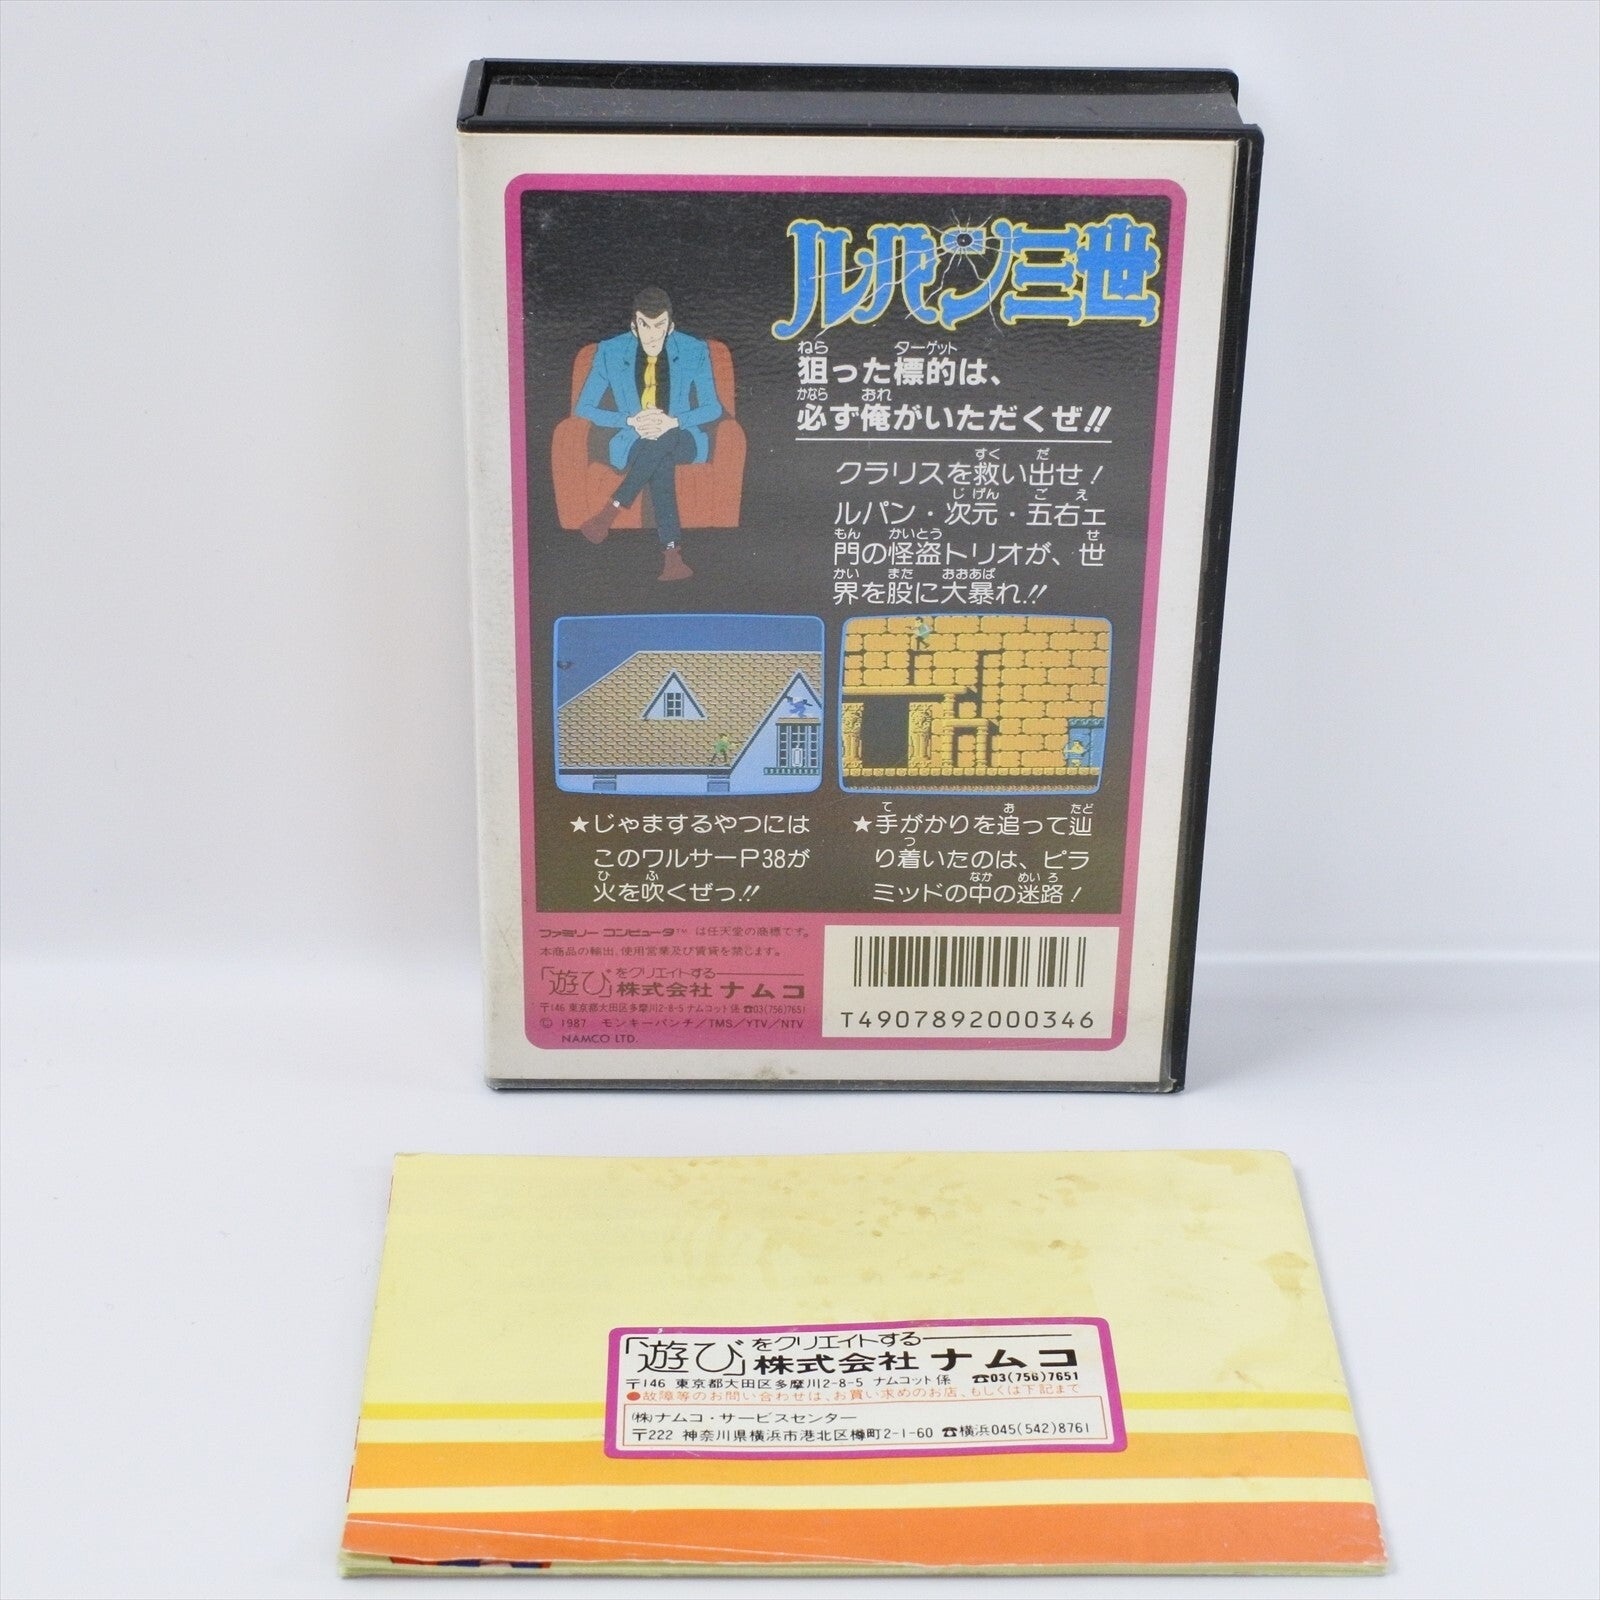 ルパン三世
狙った標的は、
必ず俺がいただくぜ!!
クラリスを救い出せ!
ルパン・次元・五右エ
門の怪盗トリオが、世
界を股に大暴れ!!
★じゃまするやつには
このワルサーP38が
火を吹くぜっ!!
★手がかりを追って辿
り着いたのは、ピラ
ミッドの中の迷路!
ファミリーコンピュータ™は任天堂の商標です。
本商品の輸出、使用営業及び賃貸を禁じます。
「遊び」をクリエイトする
株式会社ナムコ
〒146 東京都大田区多摩川2-8-5 ナムコット係 ☎03(756)7651
© 1987 モンキーパンチ/TMS/YTV/NTV
NAMCO LTD.
T4907892000346
「遊び」をクリエイトする
株式会社ナムコ
〒146 東京都大田区多摩川2-8-5 ナムコット係 ☎03(756)7651
●故障等のお問い合わせは、お買い求めのお店、もしくは下記まで
(株)ナムコ・サービスセンター
〒222 神奈川県横浜市港北区樽町2-1-60 ☎横浜045(542)8761